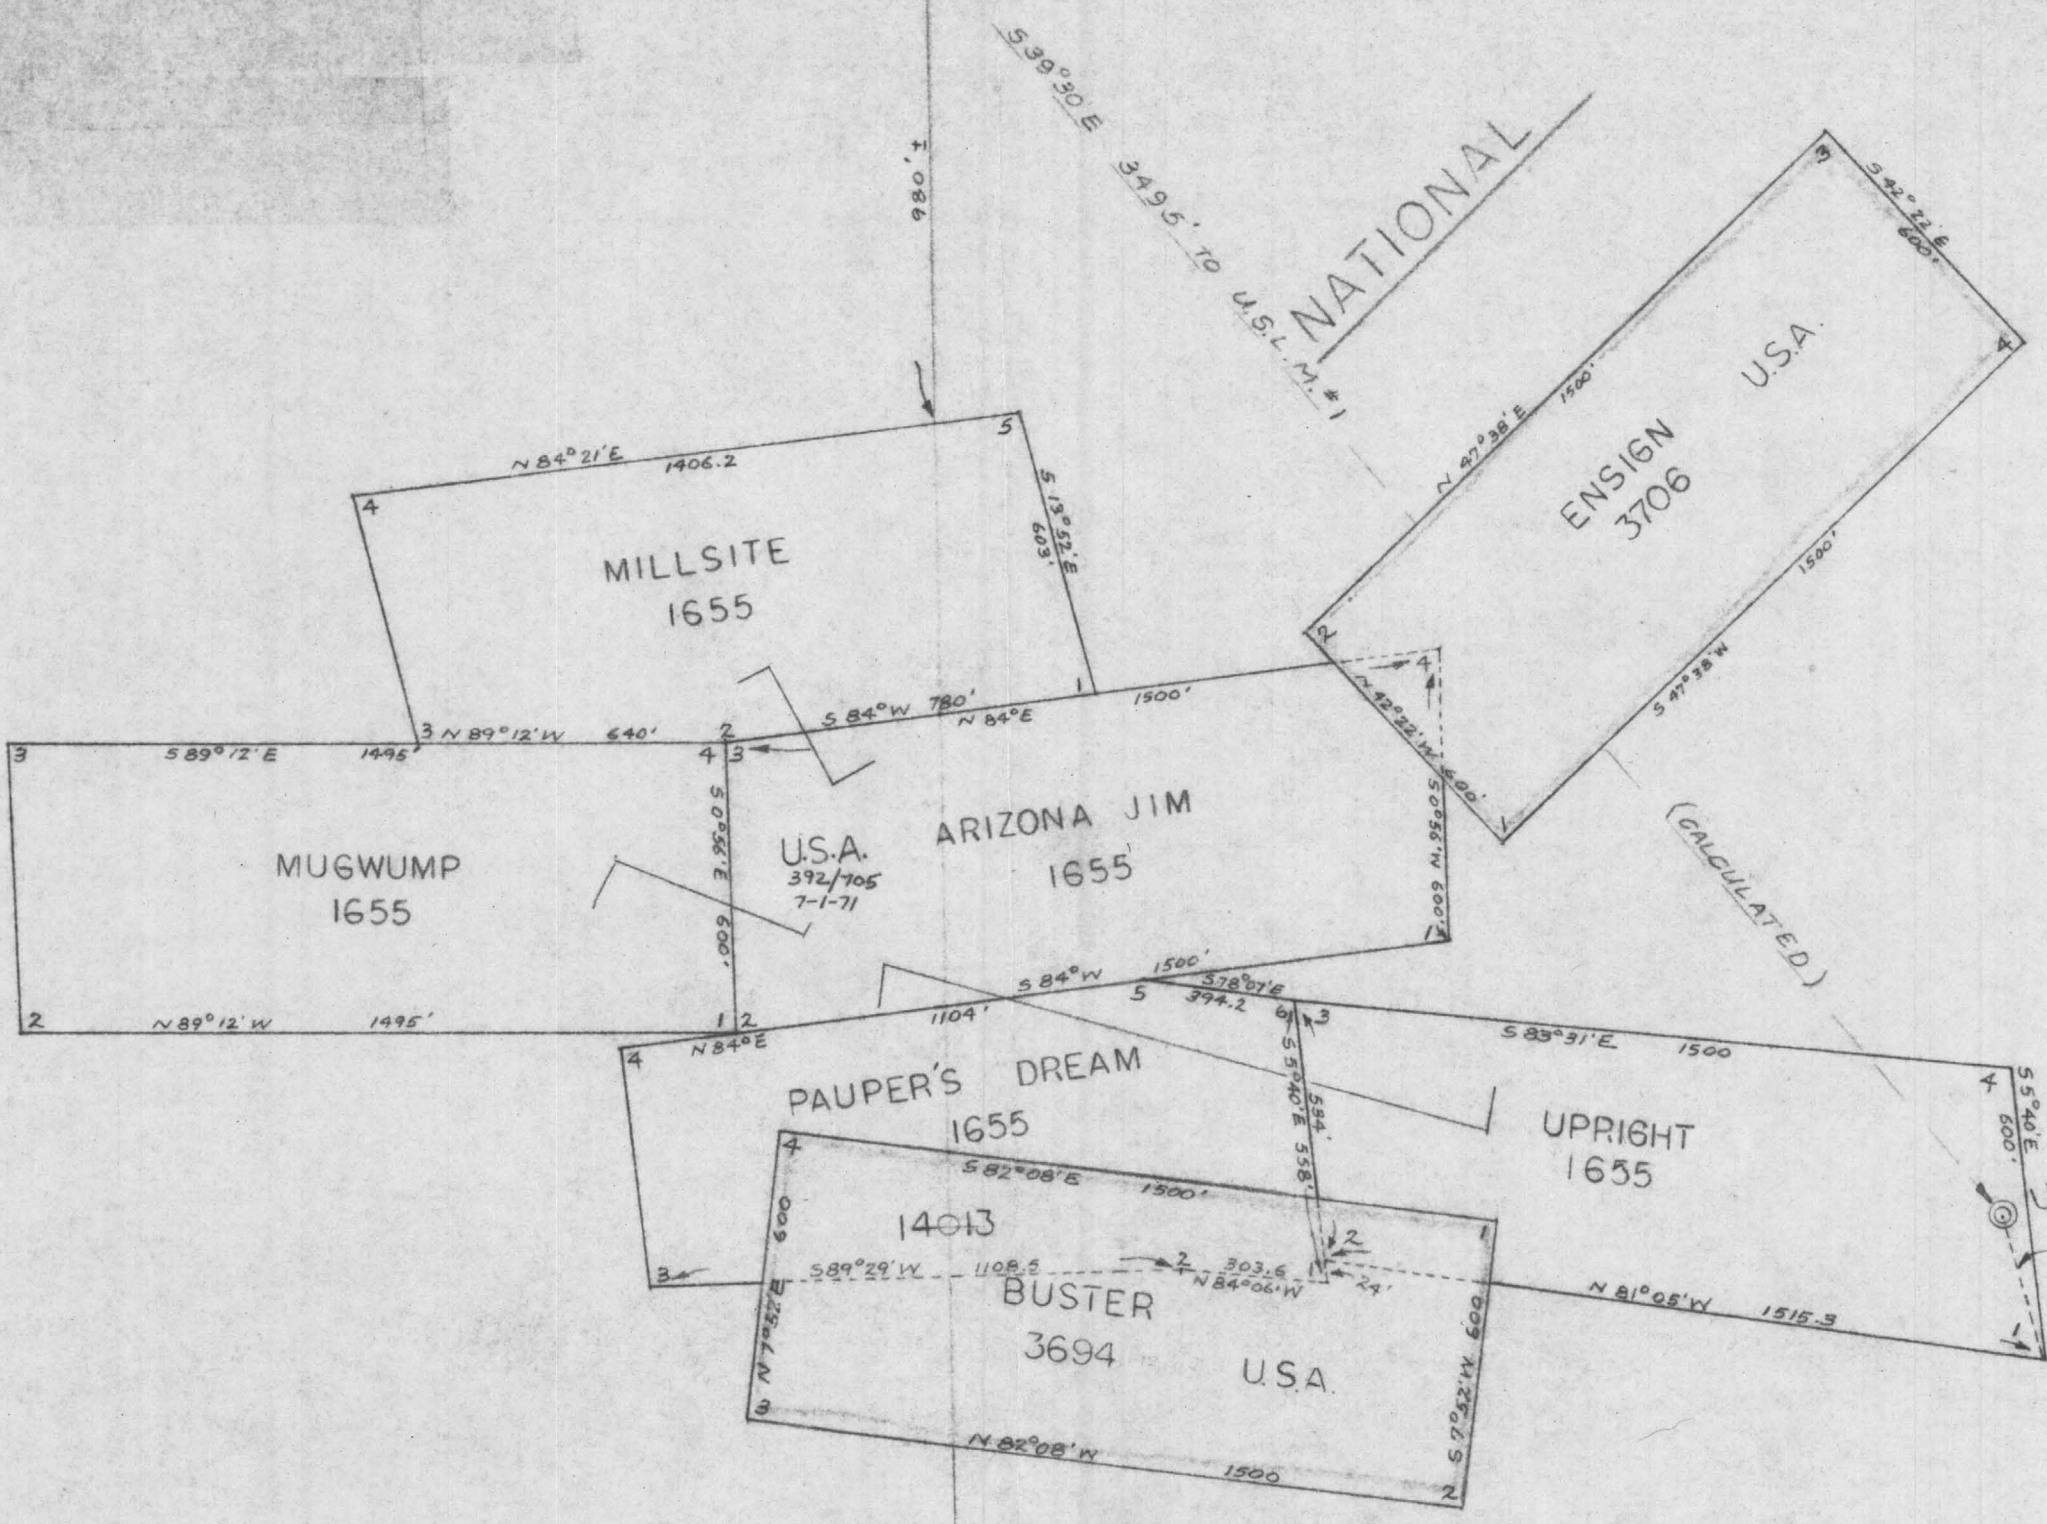 S 39° 30' E 3495' TO U.S.L.M. #1
980'±
NATIONAL
3
S 42° 22' E
600'
4
U.S.A.
ENSIGN
3706
N 47° 38' E
1500'
1500'
S 47° 38' W
2
N 42° 22' W 600'
1
(CALCULATED)
N 84° 21' E
1406.2
5
4
S 13° 52' E
603'
MILLSITE
1655
1
3 N 89° 12' W 640' 2
S 84° W 780'
N 84° E
1500'
4
3
S 89° 12' E
1495'
4 3
S 0° 56' E 600'
S 0° 56' W 600'
ARIZONA JIM
1655
U.S.A.
392/705
7-1-71
MUGWUMP
1655
1
2
N 89° 12' W
1495'
1 2
S 84° W
1500'
5
S 78° 07' E
394.2
6
3
S 83° 31' E
1500
4
S 5° 40' E
600'
4
N 84° E
1104'
PAUPER'S DREAM
1655
S 5° 40' E 558'
594'
UPRIGHT
1655
4
S 82° 08' E
1500'
1
14013
600
N 7° 52' E
3
S 89° 29' W
1108.5
2
303.6
N 84° 06' W
1
2
24'
N 81° 05' W
1515.3
1
BUSTER
3694
U.S.A.
S 7° 52' W 600
3
N 82° 08' W
1500
2